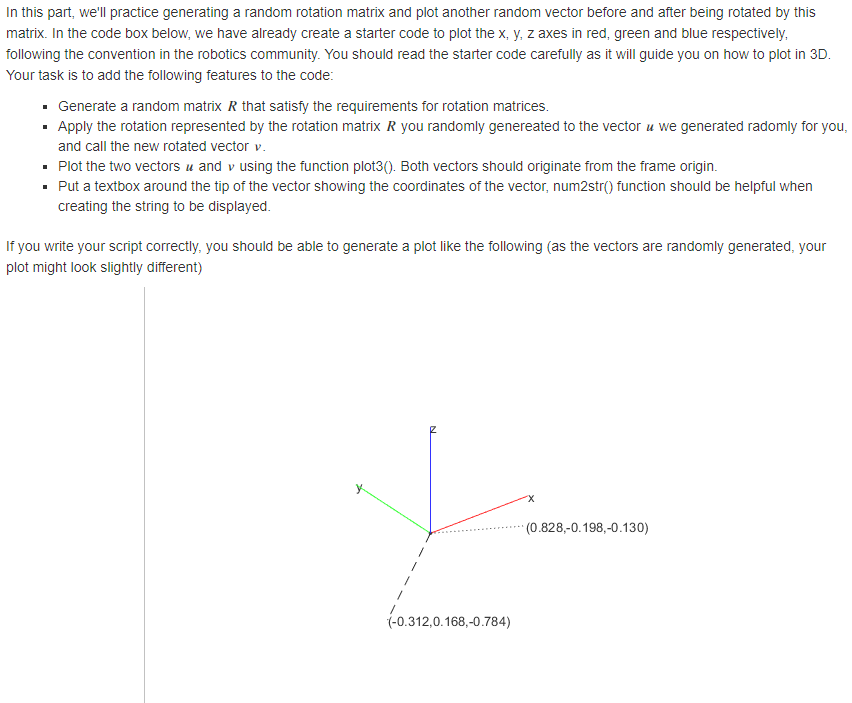 In this part, we'll practice generating a random rotation matrix and plot another random vector before and after being rotated by this
matrix. In the code box below, we have already create a starter code to plot the x, y, z axes in red, green and blue respectively,
following the convention in the robotics community. You should read the starter code carefully as it will guide you on how to plot in 3D.
Your task is to add the following features to the code:
▪ Generate a random matrix R that satisfy the requirements for rotation matrices.
▪ Apply the rotation represented by the rotation matrix R you randomly genereated to the vector u we generated radomly for you,
and call the new rotated vector v.
▪ Plot the two vectors u and v using the function plot3(). Both vectors should originate from the frame origin.
▪ Put a textbox around the tip of the vector showing the coordinates of the vector, num2str() function should be helpful when
creating the string to be displayed.
If you write your script correctly, you should be able to generate a plot like the following (as the vectors are randomly generated, your
plot might look slightly different)
z
y
x
(0.828,-0.198,-0.130)
(-0.312,0.168,-0.784)